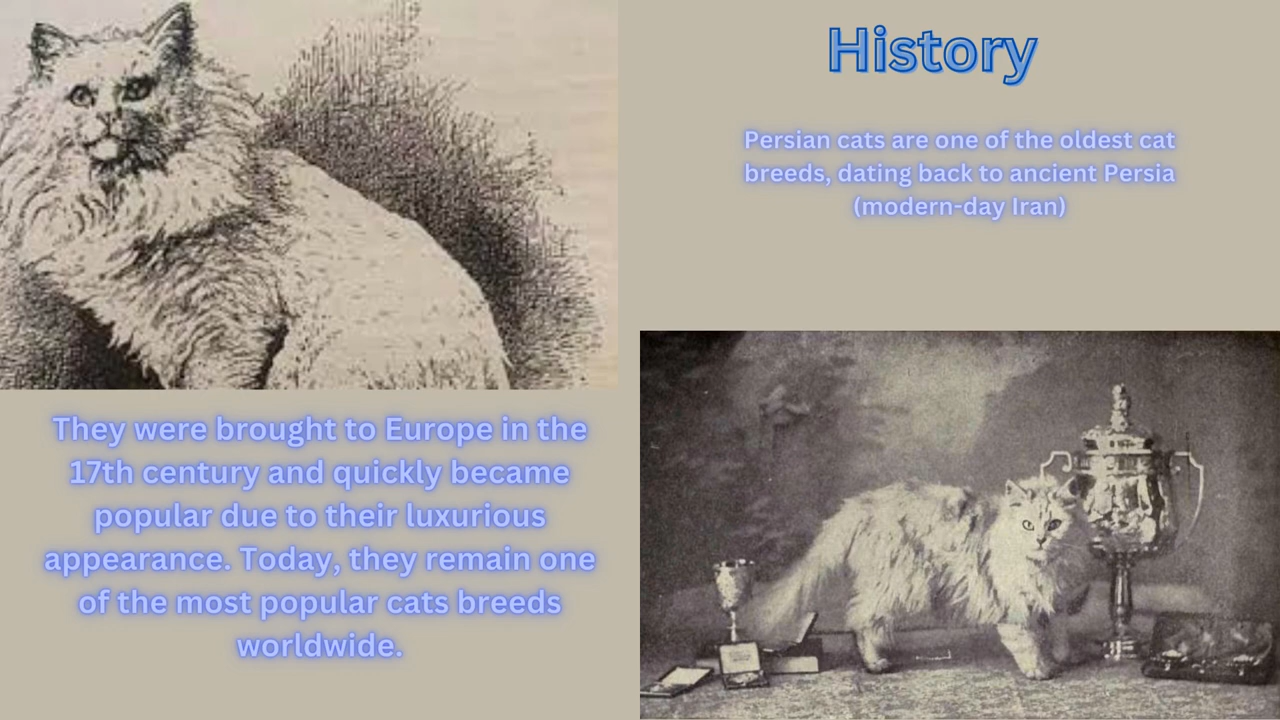 History
Persian cats are one of the oldest cat
breeds, dating back to ancient Persia
(modern-day Iran)
They were brought to Europe in the
17th century and quickly became
popular due to their luxurious
appearance. Today, they remain one
of the most popular cats breeds
worldwide.